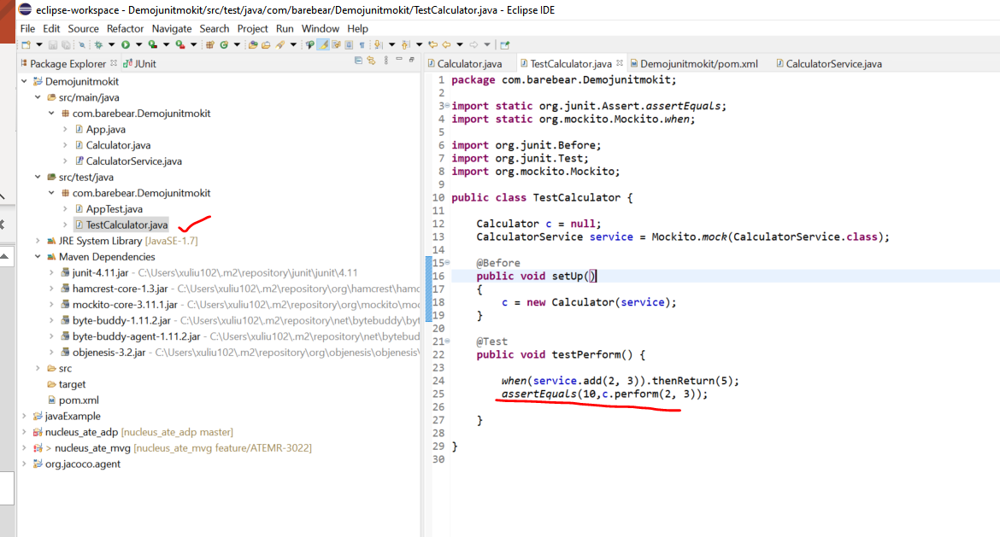 eclipse-workspace - Demojunitmokit/src/test/java/com/barebear/Demojunitmokit/TestCalculator.java - Eclipse IDE
File Edit Source Refactor Navigate Search Project Run Window Help
Package Explorer JUnit
Demojunitmokit
src/main/java
com.barebear.Demojunitmokit
App.java
Calculator.java
CalculatorService.java
src/test/java
com.barebear.Demojunitmokit
AppTest.java
TestCalculator.java
JRE System Library [JavaSE-1.7]
Maven Dependencies
junit-4.11.jar - C:\Users\xuliu102\.m2\repository\junit\junit\4.11
hamcrest-core-1.3.jar - C:\Users\xuliu102\.m2\repository\org\hamcrest\hamc
mockito-core-3.11.1.jar - C:\Users\xuliu102\.m2\repository\org\mockito\moc
byte-buddy-1.11.2.jar - C:\Users\xuliu102\.m2\repository\net\bytebuddy\byt
byte-buddy-agent-1.11.2.jar - C:\Users\xuliu102\.m2\repository\net\bytebud
objenesis-3.2.jar - C:\Users\xuliu102\.m2\repository\org\objenesis\objenesis\
src
target
pom.xml
javaExample
nucleus_ate_adp [nucleus_ate_adp master]
> nucleus_ate_mvg [nucleus_ate_mvg feature/ATEMR-3022]
org.jacoco.agent
Calculator.java TestCalculator.java Demojunitmokit/pom.xml CalculatorService.java
1 package com.barebear.Demojunitmokit;
2
3 import static org.junit.Assert.assertEquals;
4 import static org.mockito.Mockito.when;
5
6 import org.junit.Before;
7 import org.junit.Test;
8 import org.mockito.Mockito;
9
10 public class TestCalculator {
11
12 Calculator c = null;
13 CalculatorService service = Mockito.mock(CalculatorService.class);
14
15 @Before
16 public void setUp()
17 {
18 c = new Calculator(service);
19 }
20
21 @Test
22 public void testPerform() {
23
24 when(service.add(2, 3)).thenReturn(5);
25 assertEquals(10,c.perform(2, 3));
26
27 }
28
29 }
30